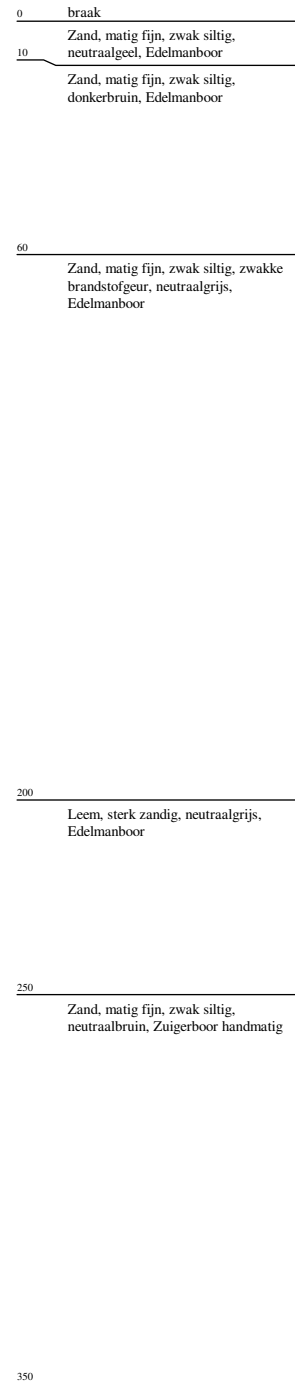 0 braak
Zand, matig fijn, zwak siltig,
neutraalgeel, Edelmanboor
10
Zand, matig fijn, zwak siltig,
donkerbruin, Edelmanboor
60
Zand, matig fijn, zwak siltig, zwakke
brandstofgeur, neutraalgrijs,
Edelmanboor
200
Leem, sterk zandig, neutraalgrijs,
Edelmanboor
250
Zand, matig fijn, zwak siltig,
neutraalbruin, Zuigerboor handmatig
350